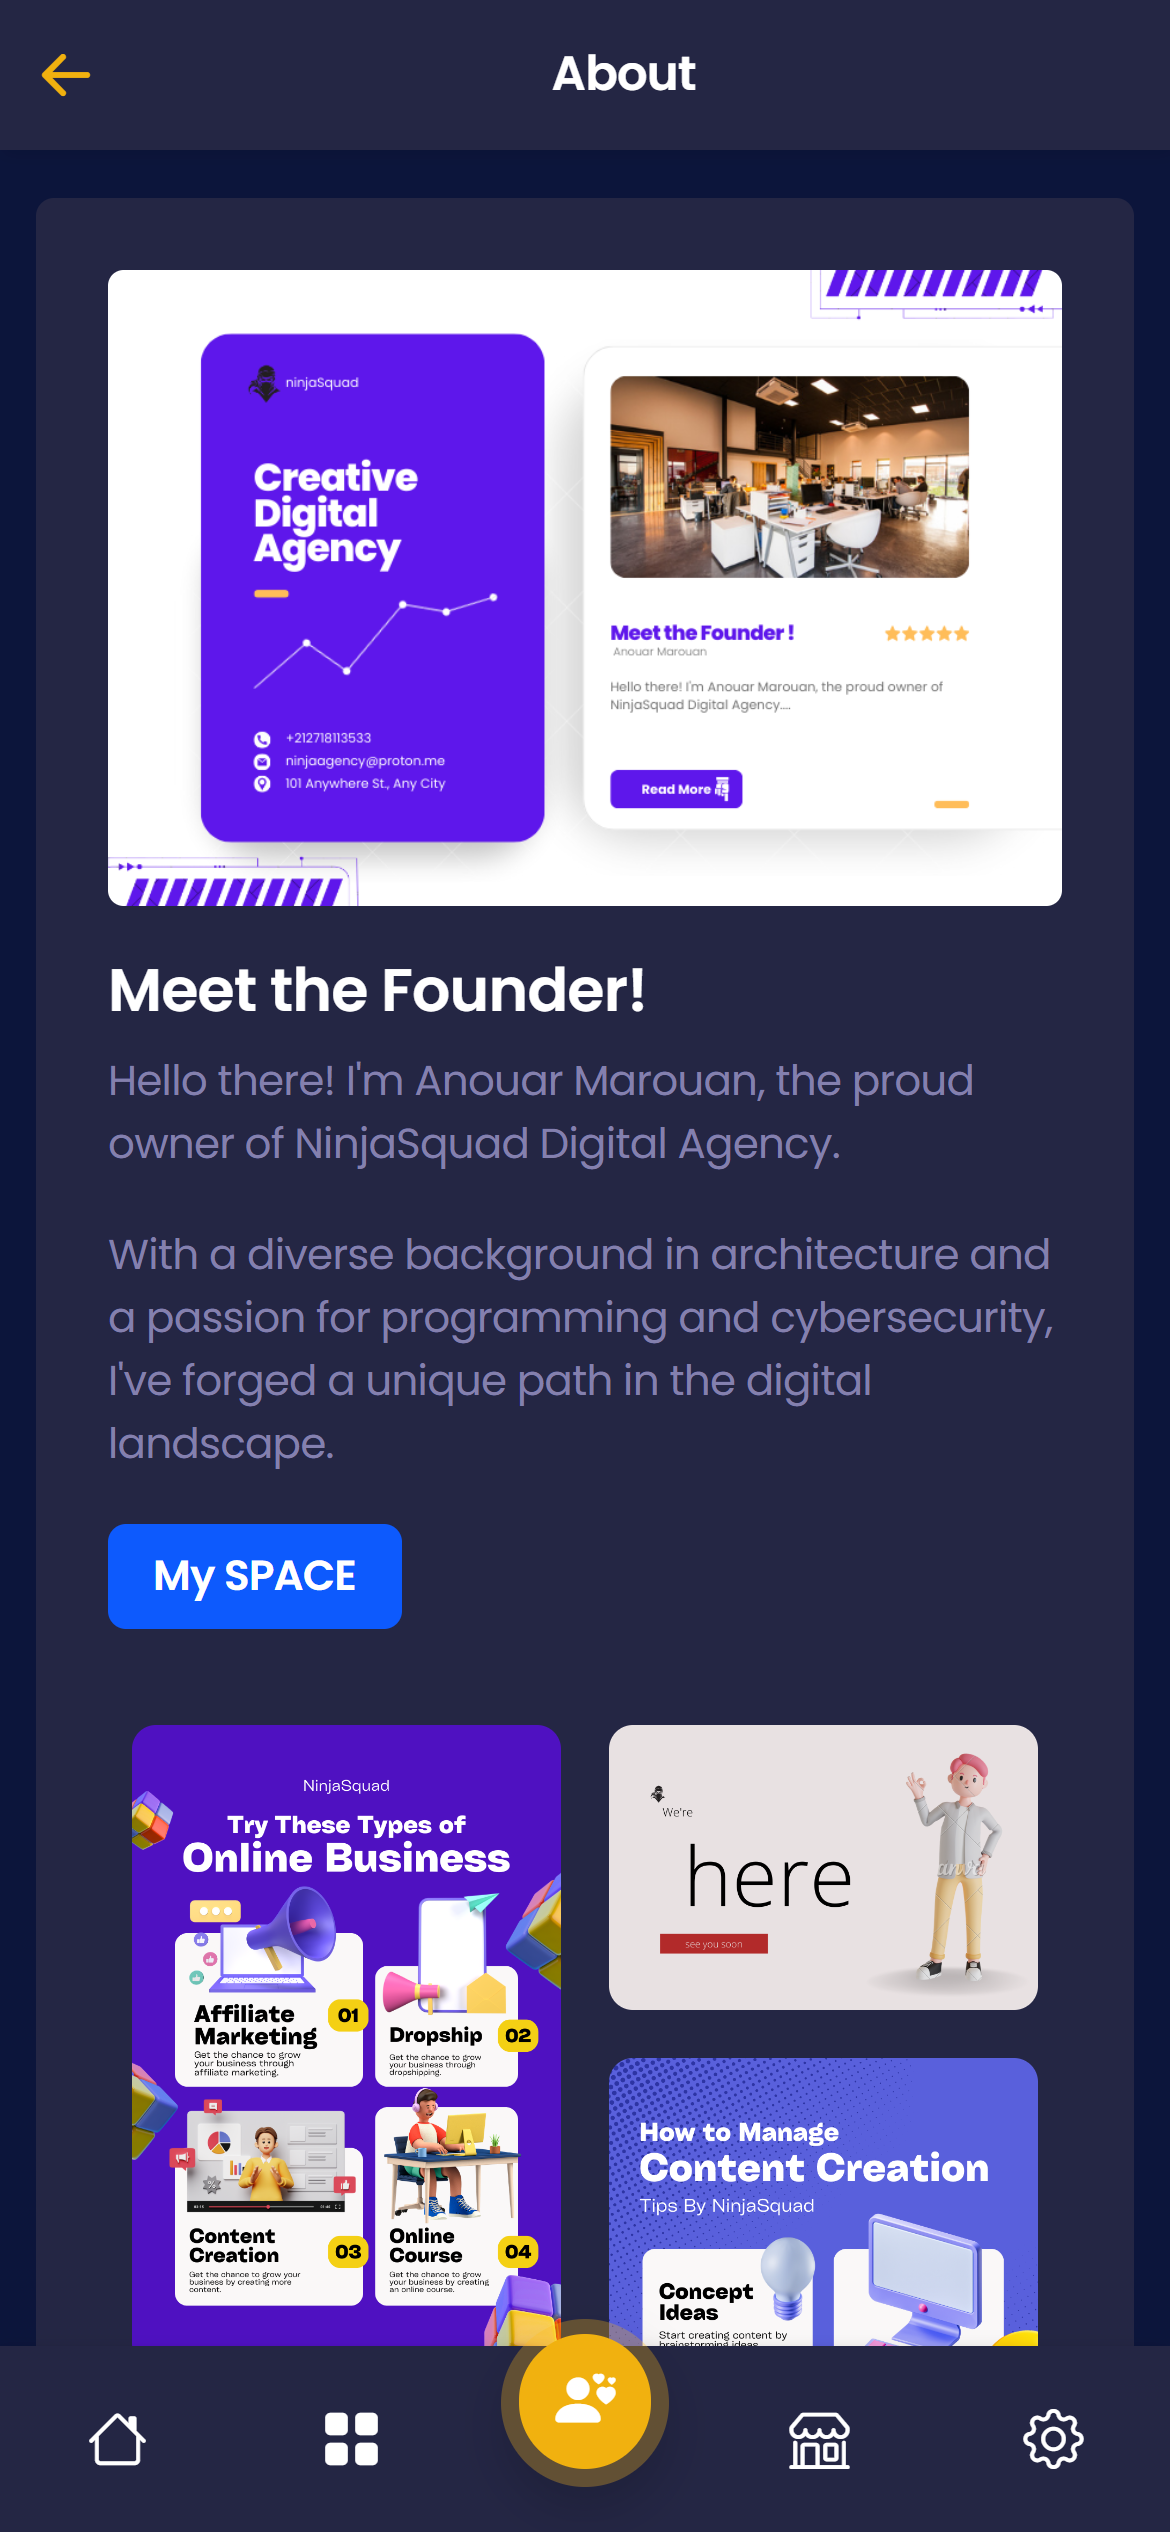 About
ninjaSquad
Creative
Digital
Agency
+212718113533
ninjaagency@proton.me
101 Anywhere St., Any City
Meet the Founder !
Anouar Marouan
Hello there! I'm Anouar Marouan, the proud owner of
NinjaSquad Digital Agency....
Read More
Meet the Founder!
Hello there! I'm Anouar Marouan, the proud
owner of NinjaSquad Digital Agency.
With a diverse background in architecture and
a passion for programming and cybersecurity,
I've forged a unique path in the digital
landscape.
My SPACE
NinjaSquad
Try These Types of
Online Business
Affiliate
Marketing
01
Get the chance to grow
your business through
affiliate marketing.
Dropship
02
Get the chance to grow
your business through
dropshipping.
Content
Creation
03
Get the chance to grow your
business by creating more
content.
Online
Course
04
Get the chance to grow
your business by creating
an online course.
We're
here
see you soon
How to Manage
Content Creation
Tips By NinjaSquad
Concept
Ideas
Start creating content by
brainstorming ideas